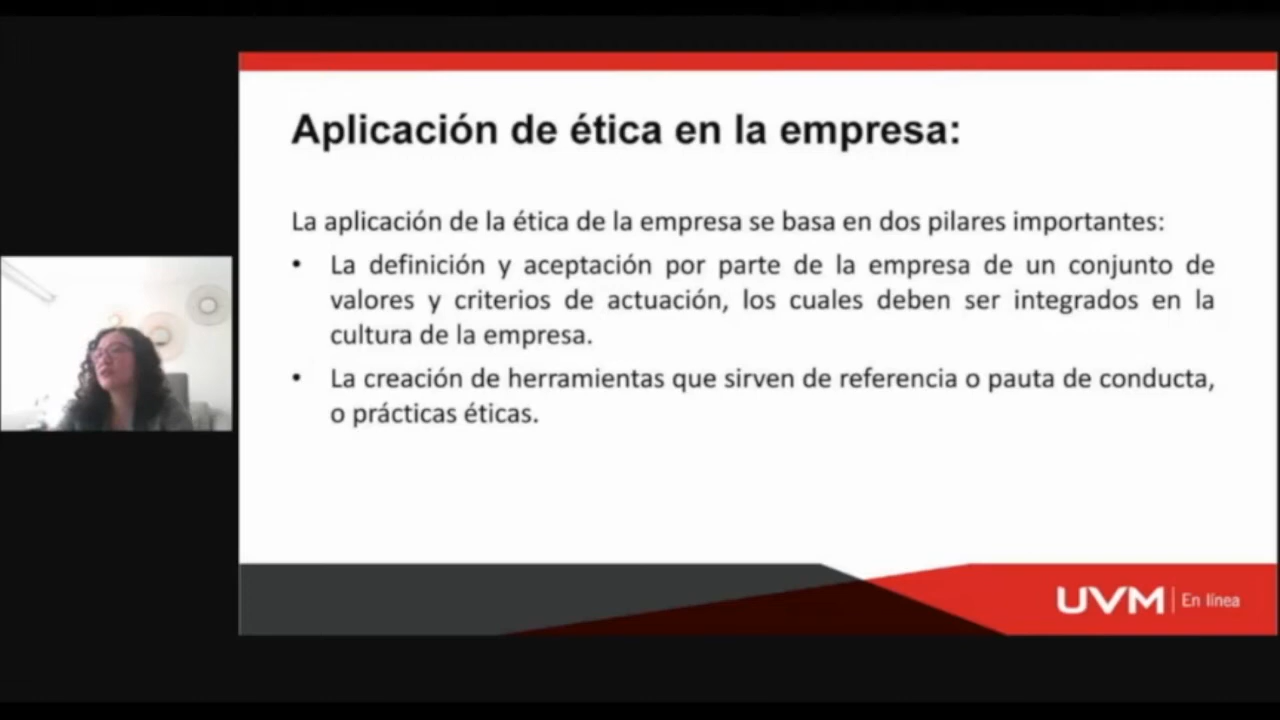 Aplicación de ética en la empresa:
La aplicación de la ética de la empresa se basa en dos pilares importantes:
• La definición y aceptación por parte de la empresa de un conjunto de
valores y criterios de actuación, los cuales deben ser integrados en la
cultura de la empresa.
• La creación de herramientas que sirven de referencia o pauta de conducta,
o prácticas éticas.
UVM | En línea